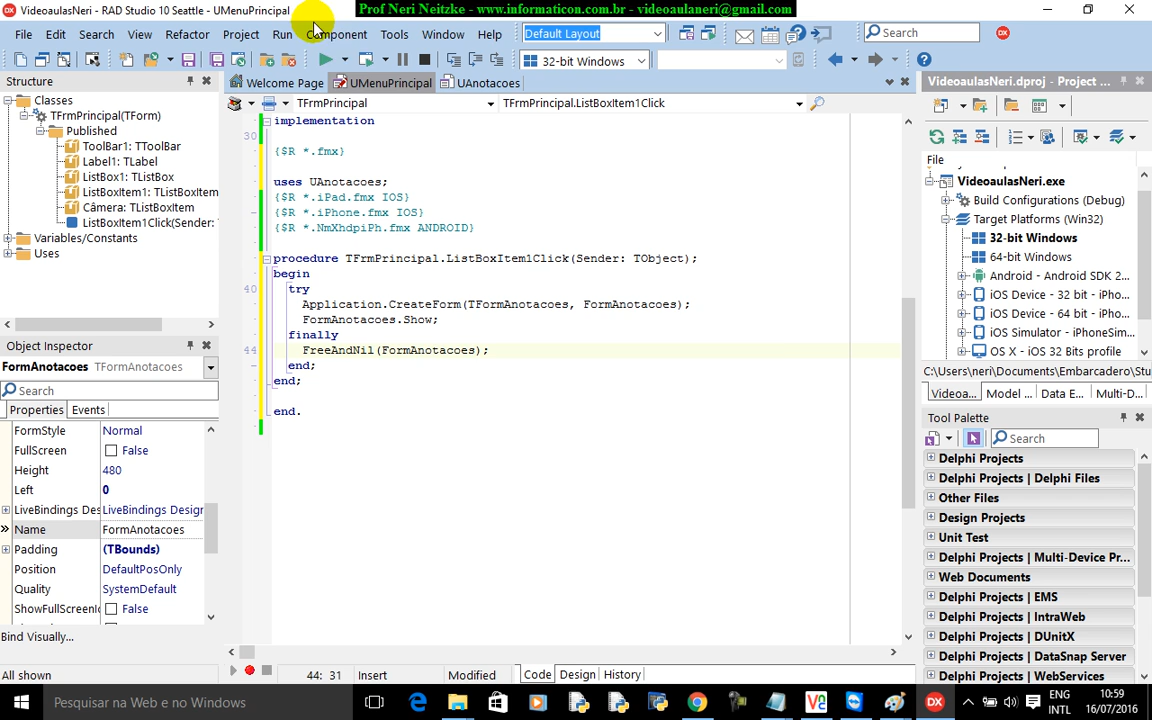 Prof Neri Neitzke - www.informaticon.com.br - videoaulaneri@gmail.com
VideoaulasNeri - RAD Studio 10 Seattle - UMenuPrincipal
File Edit Search View Refactor Project Run Component Tools Window Help
Default Layout
Search
32-bit Windows
Structure
Classes
TFrmPrincipal(TForm)
Published
ToolBar1: TToolBar
Label1: TLabel
ListBox1: TListBox
ListBoxItem1: TListBoxItem
Câmera: TListBoxItem
ListBoxItem1Click(Sender:
Variables/Constants
Uses
Object Inspector
FormAnotacoes TFormAnotacoes
Search
Properties Events
FormStyle Normal
FullScreen False
Height 480
Left 0
LiveBindings Des LiveBindings Design
Name FormAnotacoes
Padding (TBounds)
Position DefaultPosOnly
Quality SystemDefault
ShowFullScreenIc False
Bind Visually...
All shown
Welcome Page UMenuPrincipal UAnotacoes
TFrmPrincipal TFrmPrincipal.ListBoxItem1Click
implementation
30
{$R *.fmx}
uses UAnotacoes;
{$R *.iPad.fmx IOS}
{$R *.iPhone.fmx IOS}
{$R *.NmXhdpiPh.fmx ANDROID}
procedure TFrmPrincipal.ListBoxItem1Click(Sender: TObject);
begin
40 try
Application.CreateForm(TFormAnotacoes, FormAnotacoes);
FormAnotacoes.Show;
finally
44 FreeAndNil(FormAnotacoes);
end;
end;
end.
44: 31 Insert Modified Code Design History
VideoaulasNeri.dproj - Project ...
File
VideoaulasNeri.exe
Build Configurations (Debug)
Target Platforms (Win32)
32-bit Windows
64-bit Windows
Android - Android SDK 2...
iOS Device - 32 bit - iPho...
iOS Device - 64 bit - iPho...
iOS Simulator - iPhoneSim...
OS X - iOS 32 Bits profile
C:\Users\neri\Documents\Embarcadero\Stu
Videoa... Model ... Data E... Multi-D...
Tool Palette
Search
Delphi Projects
Delphi Projects | Delphi Files
Other Files
Design Projects
Unit Test
Delphi Projects | Multi-Device Pr...
Web Documents
Delphi Projects | EMS
Delphi Projects | IntraWeb
Delphi Projects | DUnitX
Delphi Projects | DataSnap Server
Delphi Projects | WebServices
Pesquisar na Web e no Windows
DX
ENG
INTL
10:59
16/07/2016